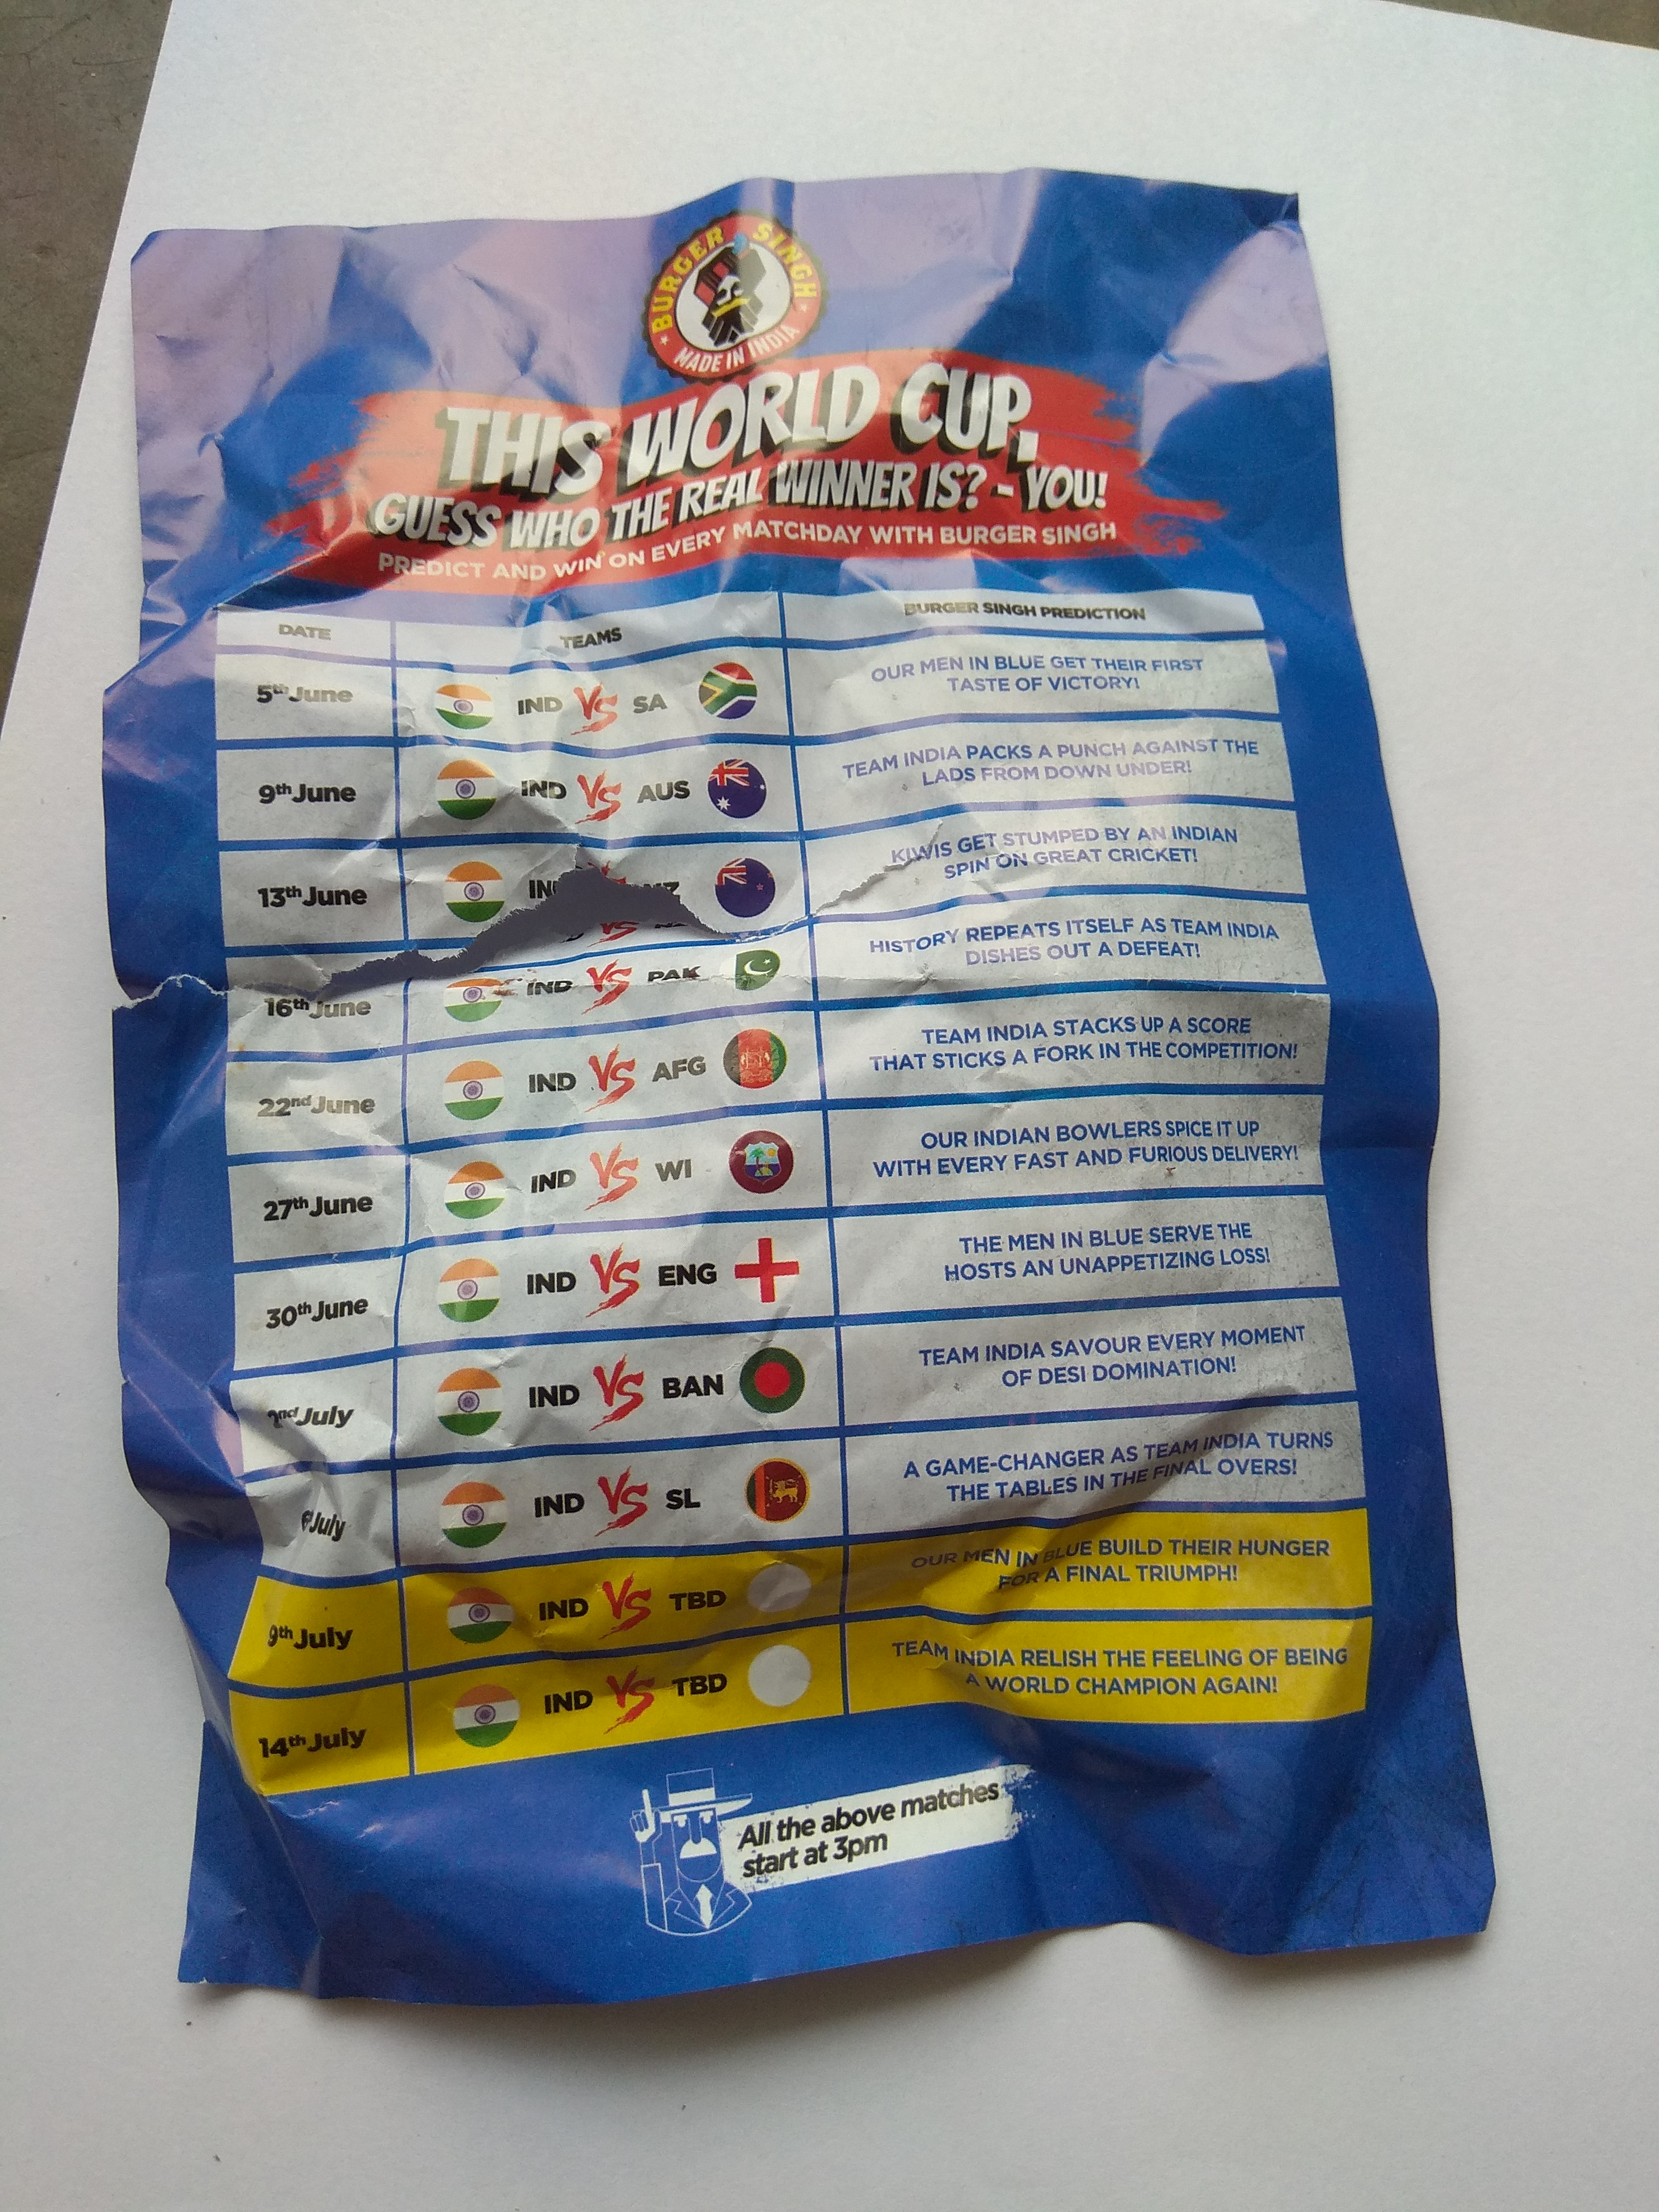 BURGER SINGH
MADE IN INDIA
THIS WORLD CUP,
GUESS WHO THE REAL WINNER IS? - YOU!
PREDICT AND WIN ON EVERY MATCHDAY WITH BURGER SINGH
DATE TEAMS BURGER SINGH PREDICTION
5th June IND VS SA OUR MEN IN BLUE GET THEIR FIRST
TASTE OF VICTORY!
9th June IND VS AUS TEAM INDIA PACKS A PUNCH AGAINST THE
LADS FROM DOWN UNDER!
13th June KIWIS GET STUMPED BY AN INDIAN
SPIN ON GREAT CRICKET!
16th June IND VS PAK HISTORY REPEATS ITSELF AS TEAM INDIA
DISHES OUT A DEFEAT!
22nd June IND VS AFG TEAM INDIA STACKS UP A SCORE
THAT STICKS A FORK IN THE COMPETITION!
27th June IND VS WI OUR INDIAN BOWLERS SPICE IT UP
WITH EVERY FAST AND FURIOUS DELIVERY!
30th June IND VS ENG THE MEN IN BLUE SERVE THE
HOSTS AN UNAPPETIZING LOSS!
2nd July IND VS BAN TEAM INDIA SAVOUR EVERY MOMENT
OF DESI DOMINATION!
July IND VS SL A GAME-CHANGER AS TEAM INDIA TURNS
THE TABLES IN THE FINAL OVERS!
9th July IND VS TBD OUR MEN IN BLUE BUILD THEIR HUNGER
FOR A FINAL TRIUMPH!
14th July IND VS TBD TEAM INDIA RELISH THE FEELING OF BEING
A WORLD CHAMPION AGAIN!
All the above matches
start at 3pm